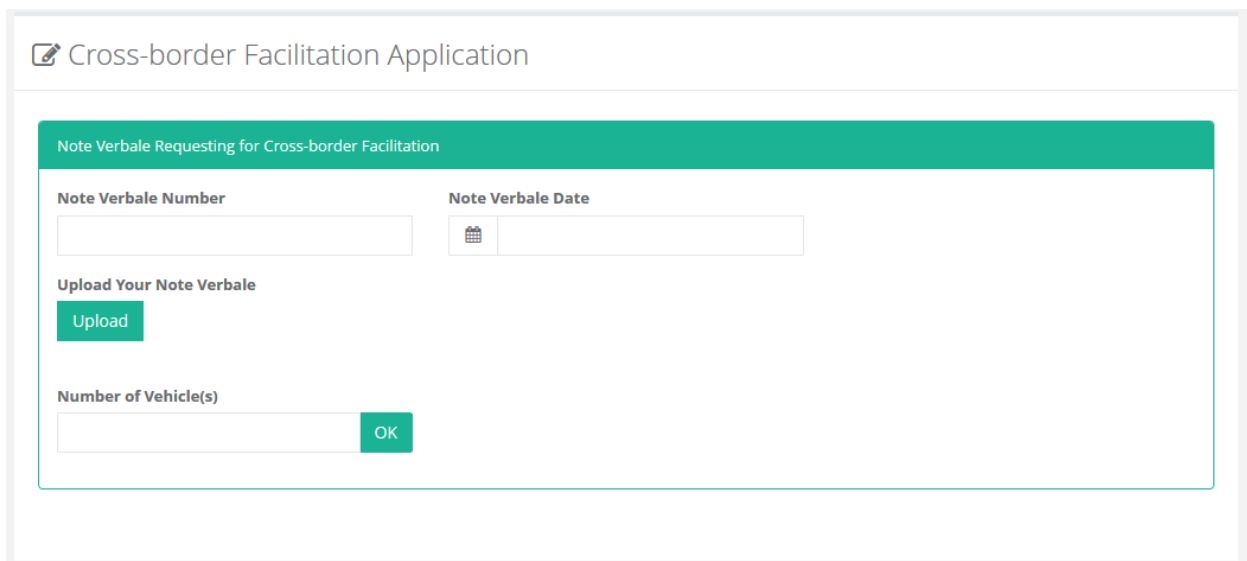 Cross-border Facilitation Application
Note Verbale Requesting for Cross-border Facilitation
Note Verbale Number
Note Verbale Date
Upload Your Note Verbale
Upload
Number of Vehicle(s)
OK